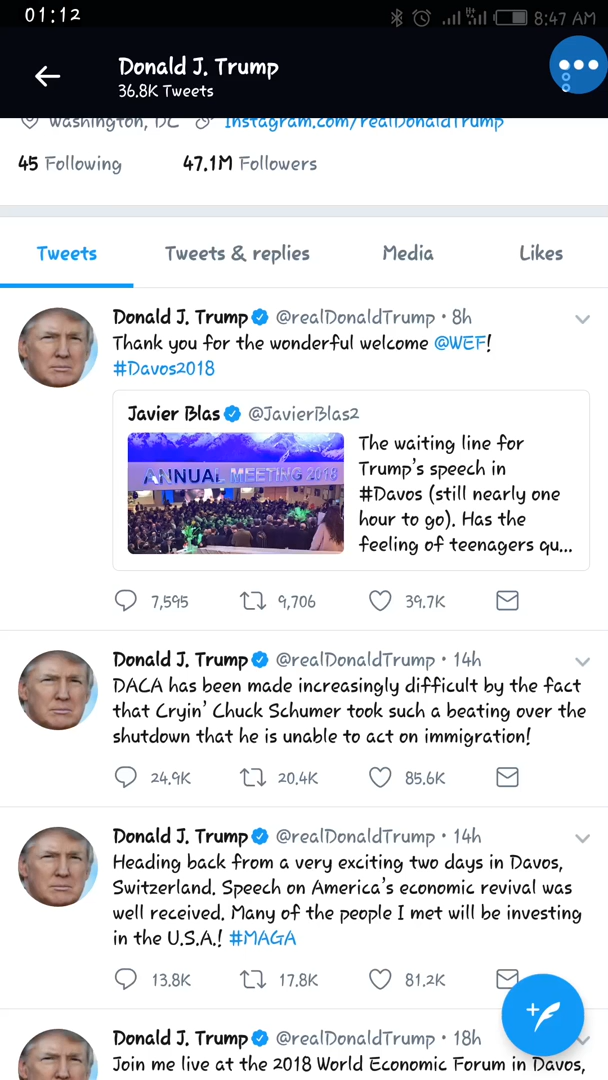 01:12
8:47 AM
Donald J. Trump
36.8K Tweets
Washington, DC Instagram.com/realDonaldTrump
45 Following 47.1M Followers
Tweets Tweets & replies Media Likes
Donald J. Trump @realDonaldTrump • 8h
Thank you for the wonderful welcome @WEF!
#Davos2018
Javier Blas @JavierBlas2
ANNUAL MEETING 2018
The waiting line for
Trump's speech in
#Davos (still nearly one
hour to go). Has the
feeling of teenagers qu...
7,595 9,706 39.7K
Donald J. Trump @realDonaldTrump • 14h
DACA has been made increasingly difficult by the fact
that Cryin' Chuck Schumer took such a beating over the
shutdown that he is unable to act on immigration!
24.9K 20.4K 85.6K
Donald J. Trump @realDonaldTrump • 14h
Heading back from a very exciting two days in Davos,
Switzerland. Speech on America's economic revival was
well received. Many of the people I met will be investing
in the U.S.A.! #MAGA
13.8K 17.8K 81.2K
Donald J. Trump @realDonaldTrump • 18h
Join me live at the 2018 World Economic Forum in Davos,